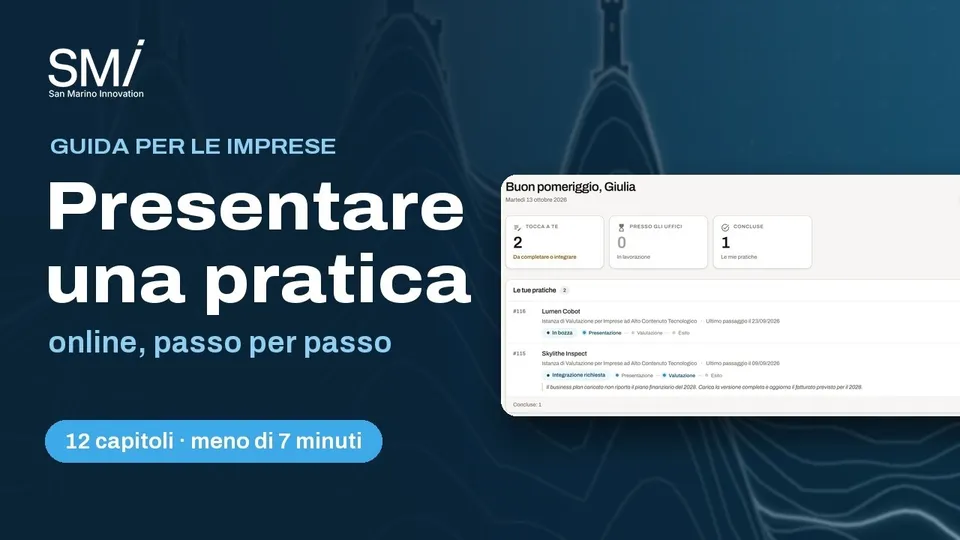 SMi
San Marino Innovation
GUIDA PER LE IMPRESE
Presentare
una pratica
online, passo per passo
12 capitoli · meno di 7 minuti
Buon pomeriggio, Giulia
Martedì 13 ottobre 2026
TOCCA A TE
2
Da completare o integrare
PRESSO GLI UFFICI
0
In lavorazione
CONCLUSE
1
Le mie pratiche
Le tue pratiche 2
#116 Lumen Cobot
Istanza di Valutazione per Imprese ad Alto Contenuto Tecnologico · Ultimo passaggio il 23/09/2026
In bozza Presentazione Valutazione Esito
#115 Skylithe Inspect
Istanza di Valutazione per Imprese ad Alto Contenuto Tecnologico · Ultimo passaggio il 09/09/2026
Integrazione richiesta Presentazione Valutazione Esito
Il business plan caricato non riporta il piano finanziario del 2028. Carica la versione completa e aggiorna il fatturato previsto per il 2028.
Concluse: 1